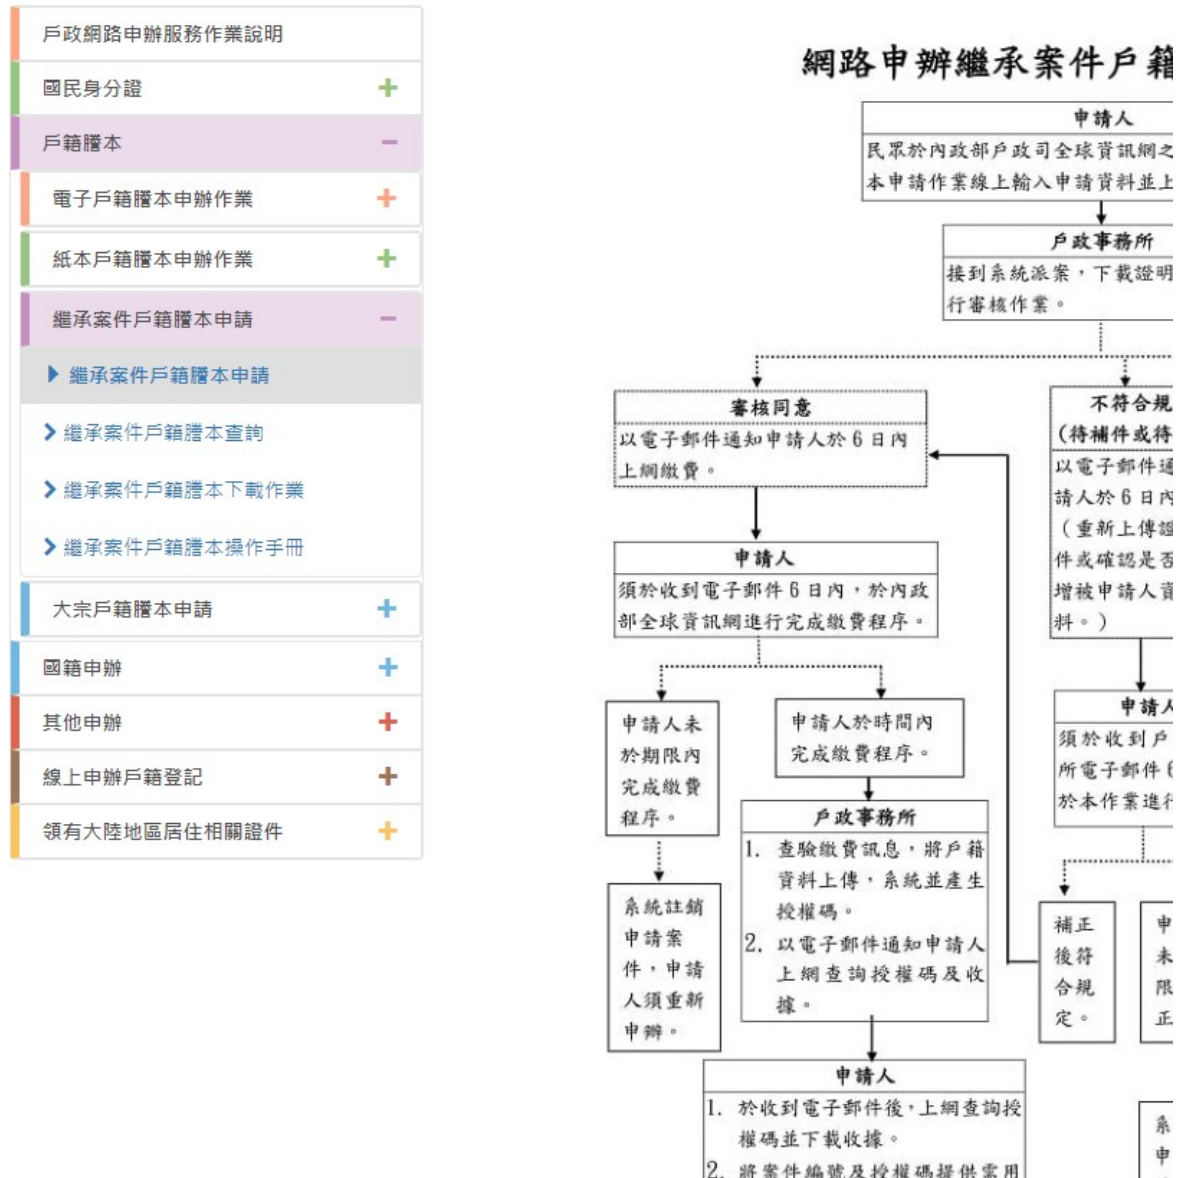 戶政網路申辦服務作業說明
國民身分證
戶籍謄本
電子戶籍謄本申辦作業
紙本戶籍謄本申辦作業
繼承案件戶籍謄本申請
繼承案件戶籍謄本申請
繼承案件戶籍謄本查詢
繼承案件戶籍謄本下載作業
繼承案件戶籍謄本操作手冊
大宗戶籍謄本申請
國籍申辦
其他申辦
線上申辦戶籍登記
領有大陸地區居住相關證件
網路申辦繼承案件戶籍
申請人
民眾於內政部戶政司全球資訊網之
本申請作業線上輸入申請資料並上
戶政事務所
接到系統派案，下載證明
行審核作業。
審核同意
以電子郵件通知申請人於 6 日內
上網繳費。
申請人
須於收到電子郵件 6 日內，於內政
部全球資訊網進行完成繳費程序。
申請人未
於期限內
完成繳費
程序。
系統註銷
申請案
件，申請
人須重新
申辦。
申請人於時間內
完成繳費程序。
戶政事務所
1. 查驗繳費訊息，將戶籍
資料上傳，系統並產生
授權碼。
2. 以電子郵件通知申請人
上網查詢授權碼及收
據。
申請人
1. 於收到電子郵件後，上網查詢授
權碼並下載收據。
2. 將案件編號及授權碼提供需用
不符合規
(待補件或待
以電子郵件通
請人於 6 日內
（重新上傳證
件或確認是否
增被申請人資
料。）
申請人
須於收到戶
所電子郵件 6
於本作業進行
補正
後符
合規
定。
申
未
限
正
系
申